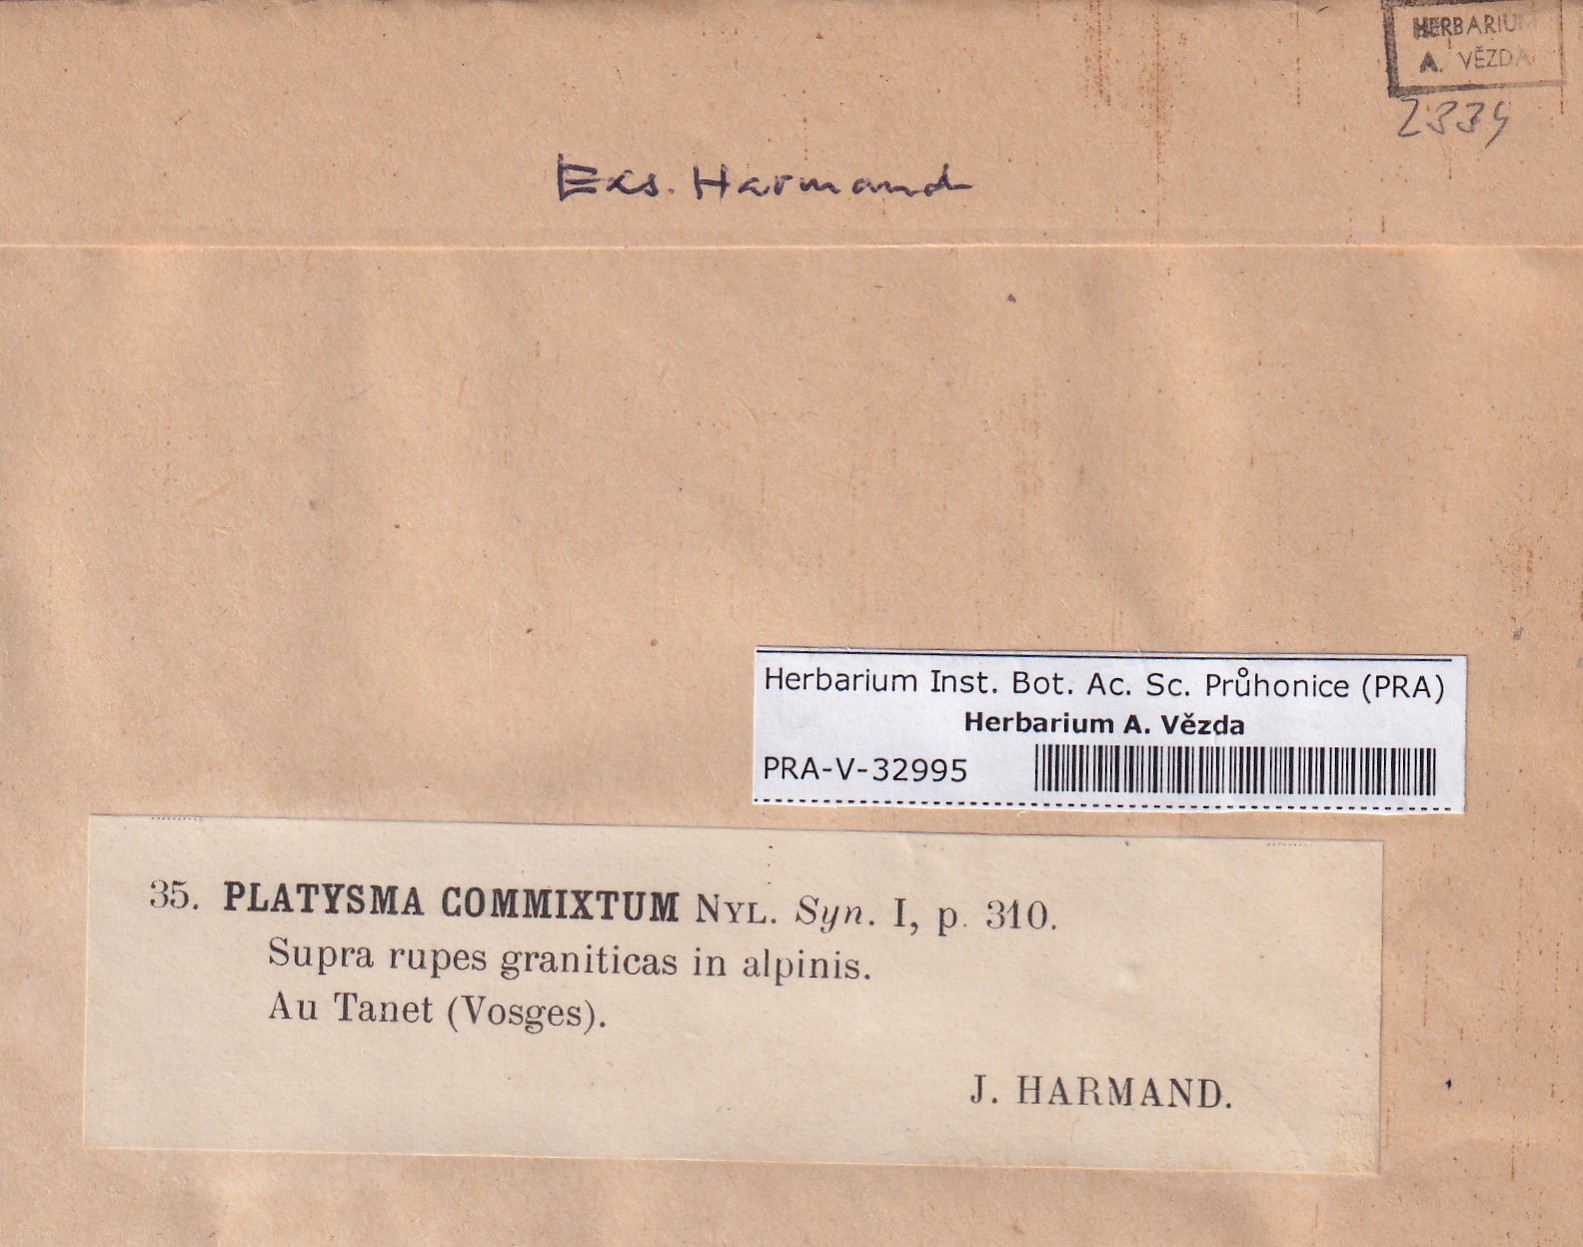 HERBARIUM
A. VĚZDA
Exs. Harmand
Herbarium Inst. Bot. Ac. Sc. Průhonice (PRA)
Herbarium A. Vězda
PRA-V-32995
35. PLATYSMA COMMIXTUM NYL. Syn. I, p. 310.
Supra rupes graniticas in alpinis.
Au Tanet (Vosges).
J. HARMAND.